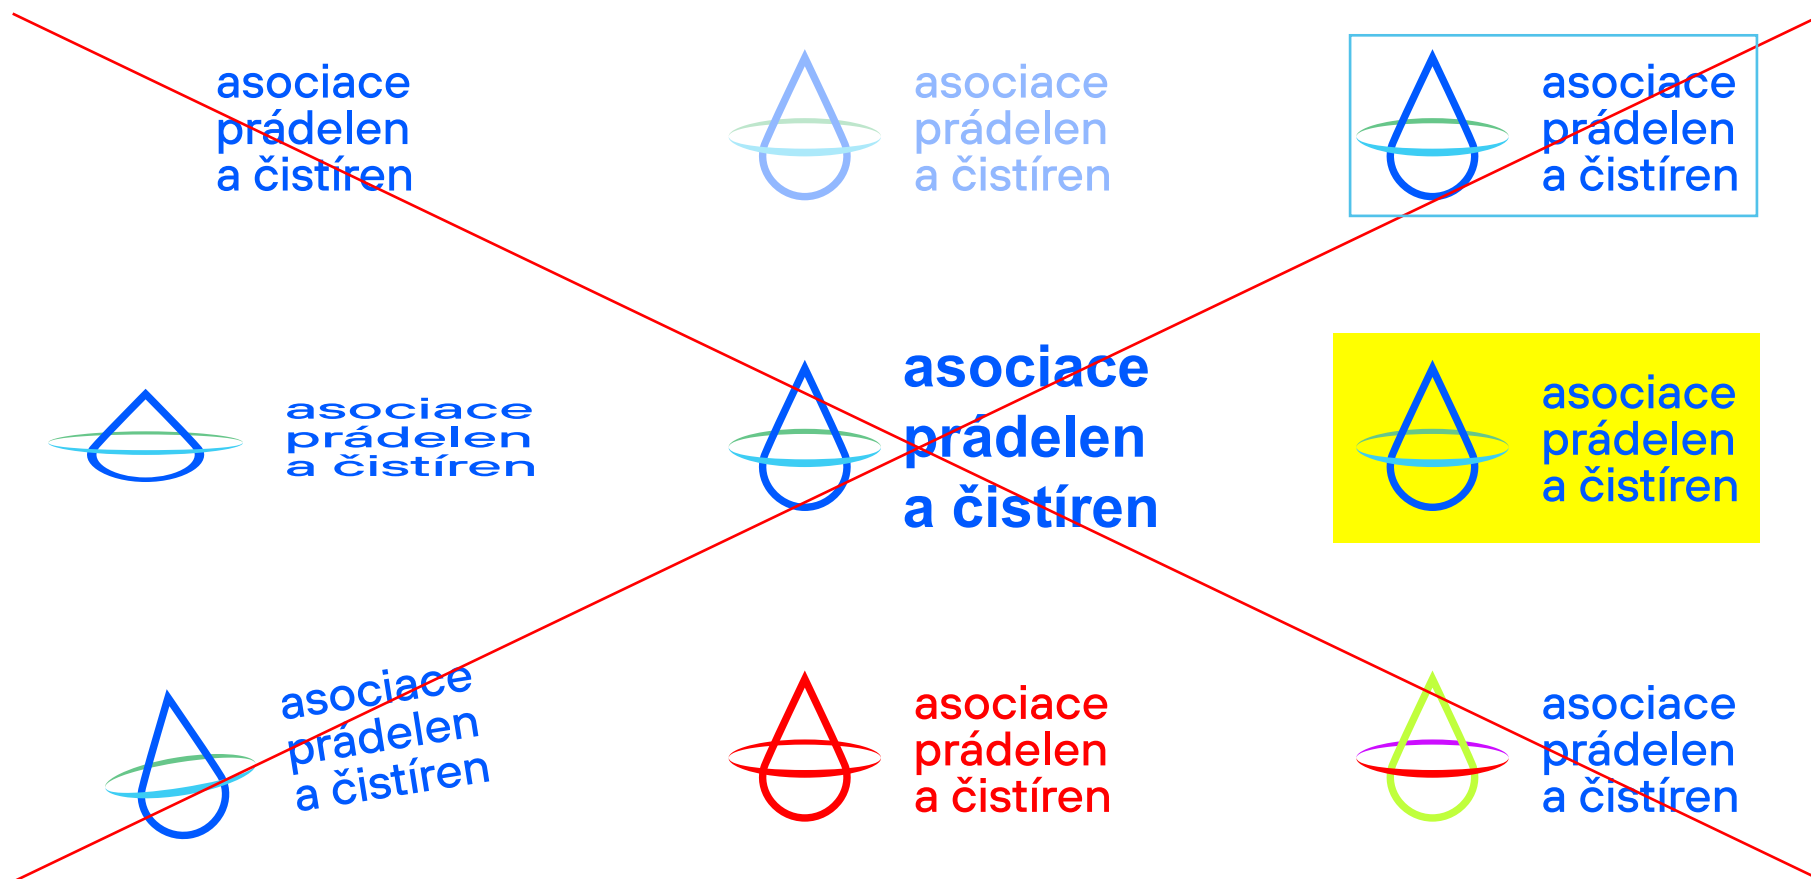 asociace
prádelen
a čistíren
asociace
prádelen
a čistíren
asociace
prádelen
a čistíren
asociace
prádelen
a čistíren
asociace
prádelen
a čistíren
asociace
prádelen
a čistíren
asociace
prádelen
a čistíren
asociace
prádelen
a čistíren
asociace
prádelen
a čistíren